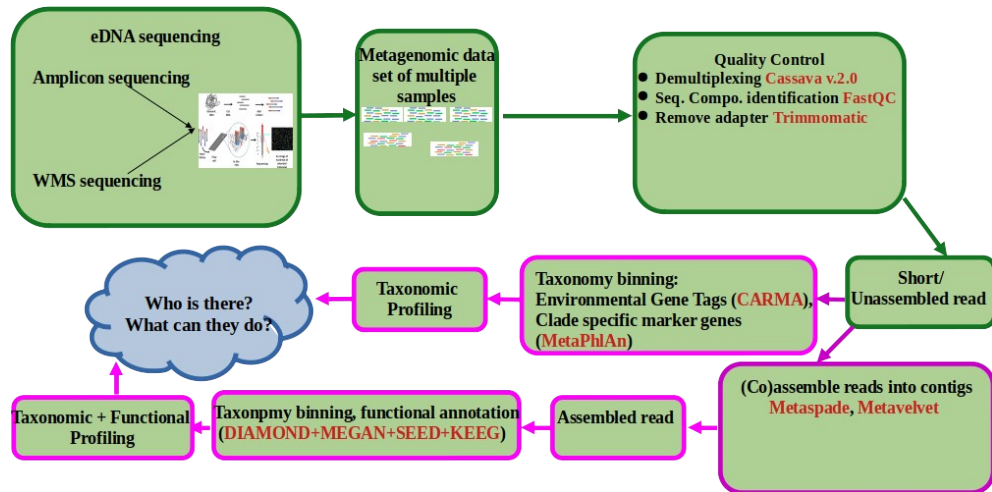 eDNA sequencing
Amplicon sequencing
WMS sequencing
Metagenomic data
set of multiple
samples
Quality Control
● Demultiplexing Cassava v.2.0
● Seq. Compo. identification FastQC
● Remove adapter Trimmomatic
Short/
Unassembled read
Taxonomy binning:
Environmental Gene Tags (CARMA),
Clade specific marker genes
(MetaPhlAn)
Taxonomic
Profiling
Who is there?
What can they do?
(Co)assemble reads into contigs
Metaspade, Metavelvet
Assembled read
Taxonpmy binning, functional annotation
(DIAMOND+MEGAN+SEED+KEEG)
Taxonomic + Functional
Profiling